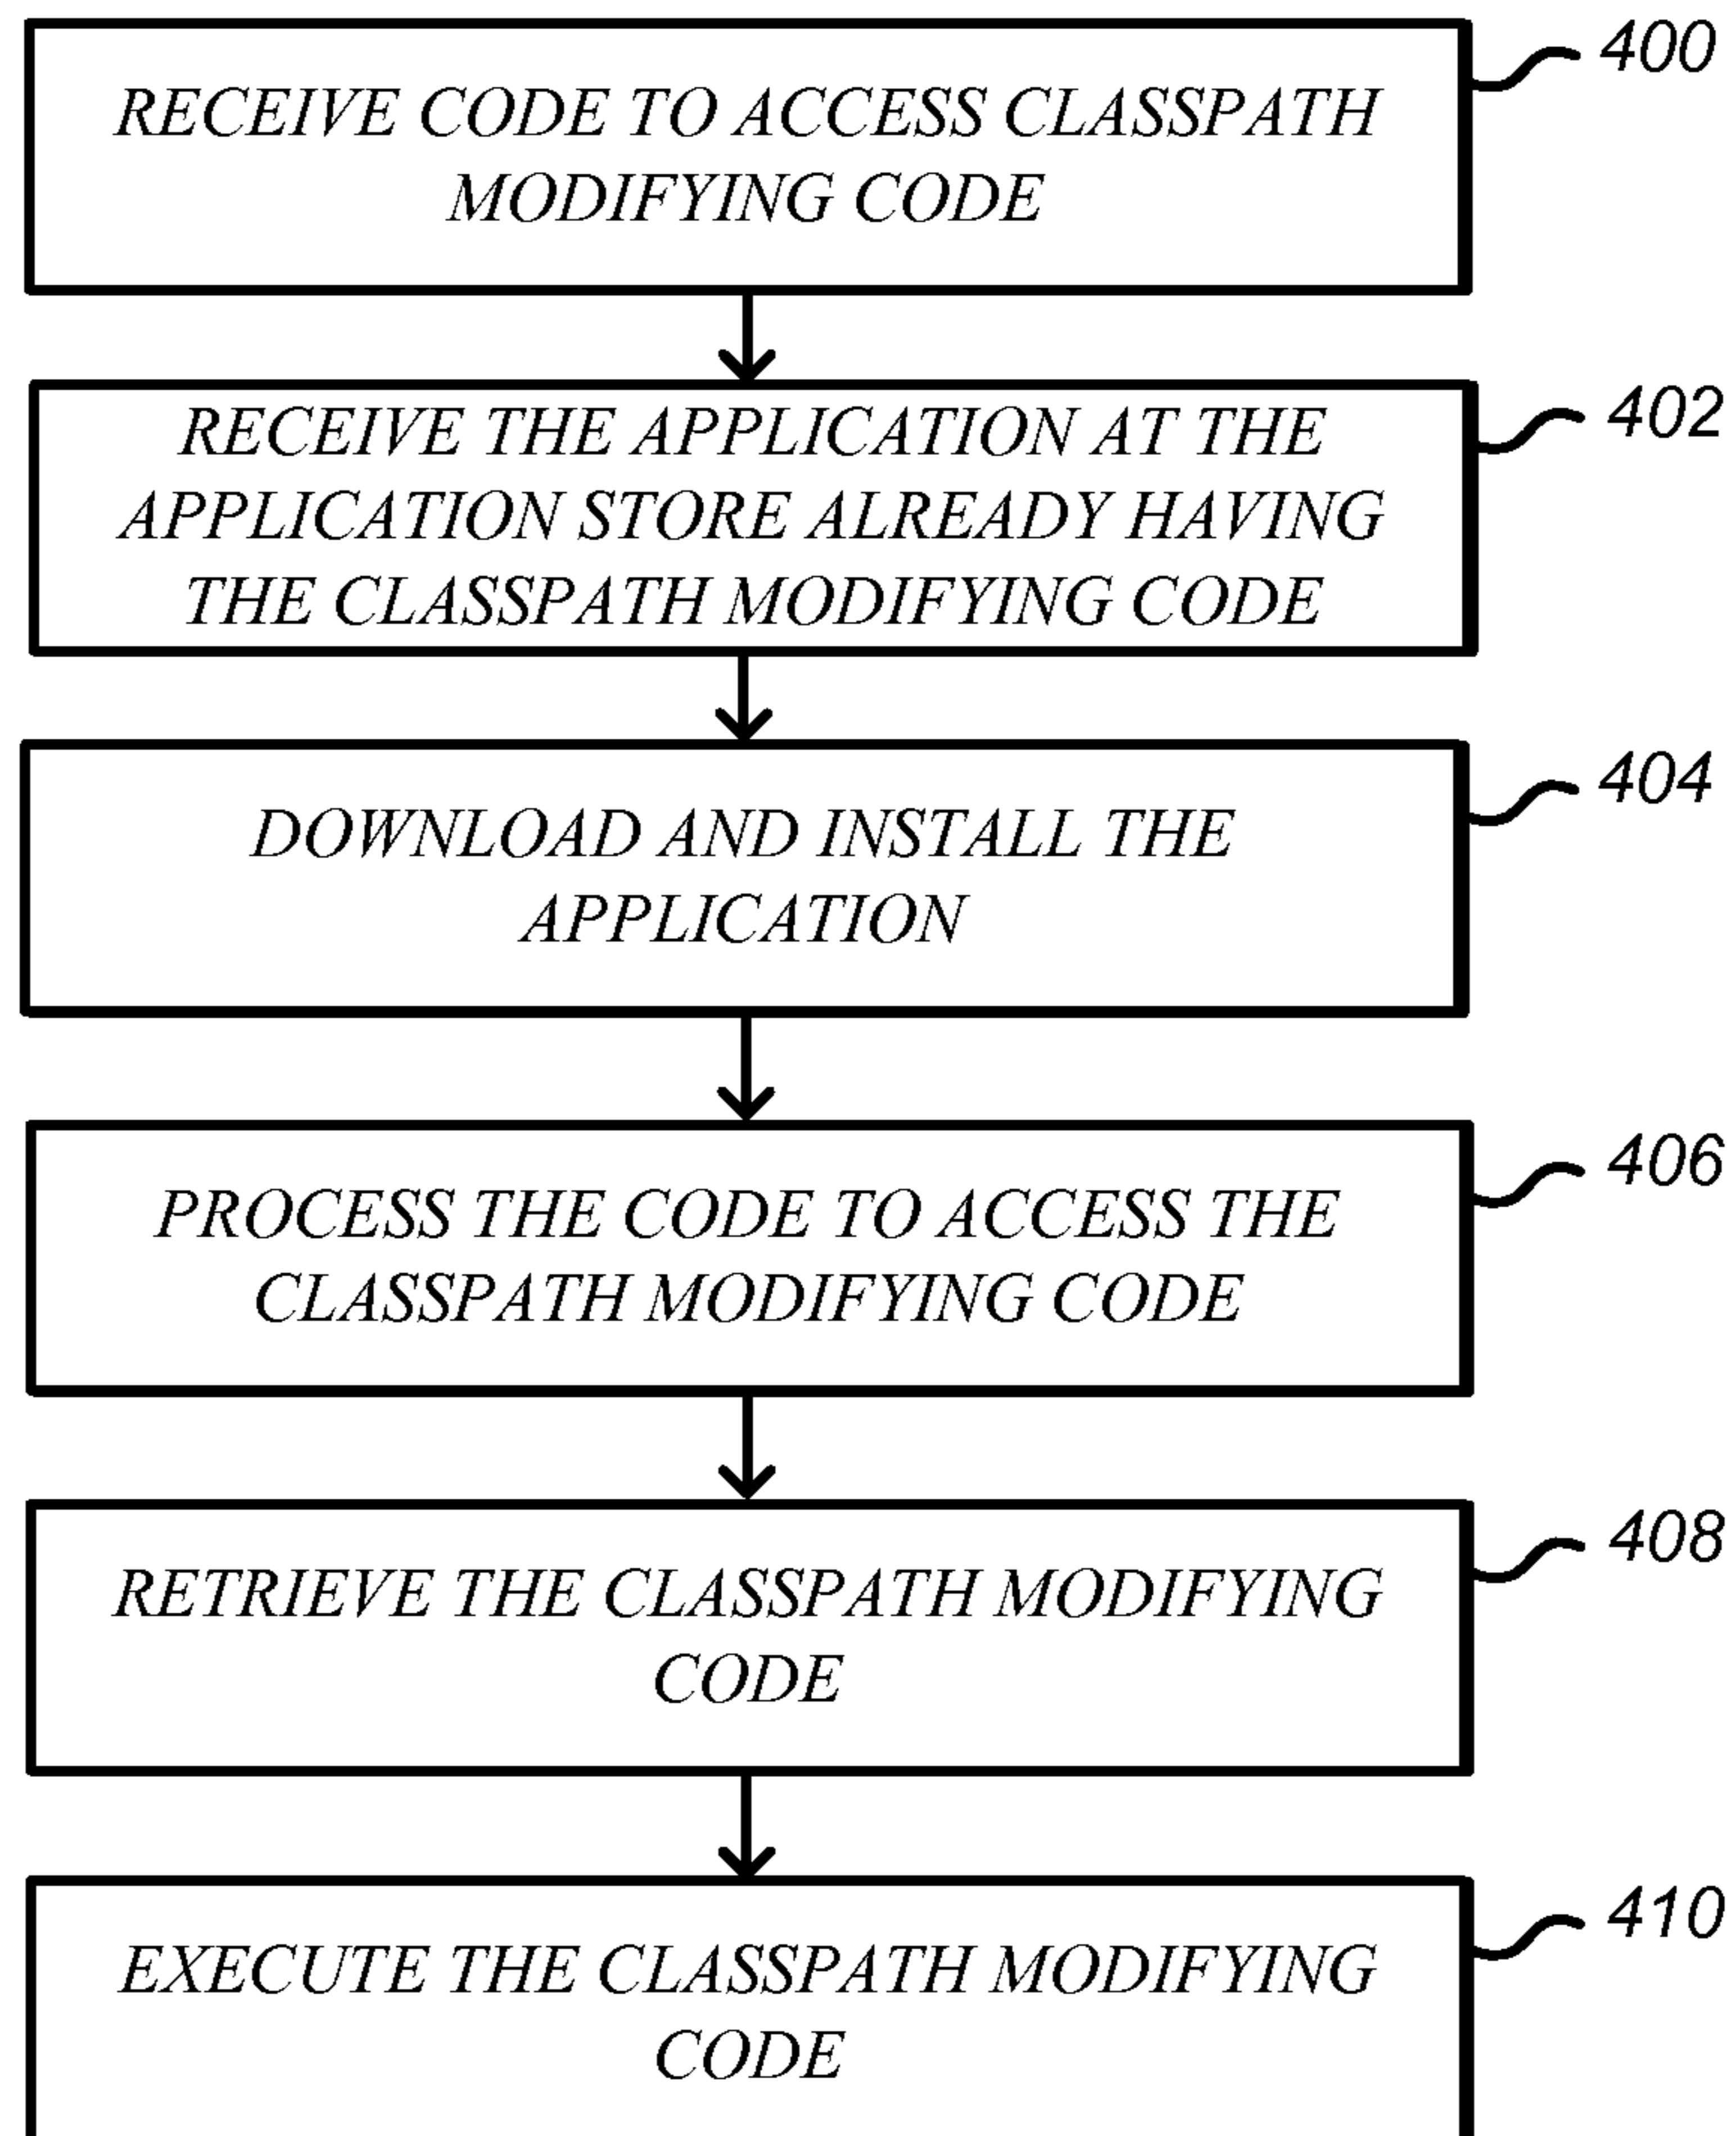 RECEIVE CODE TO ACCESS CLASSPATH
MODIFYING CODE
400
RECEIVE THE APPLICATION AT THE
APPLICATION STORE ALREADY HAVING
THE CLASSPATH MODIFYING CODE
402
DOWNLOAD AND INSTALL THE
APPLICATION
404
PROCESS THE CODE TO ACCESS THE
CLASSPATH MODIFYING CODE
406
RETRIEVE THE CLASSPATH MODIFYING
CODE
408
EXECUTE THE CLASSPATH MODIFYING
CODE
410